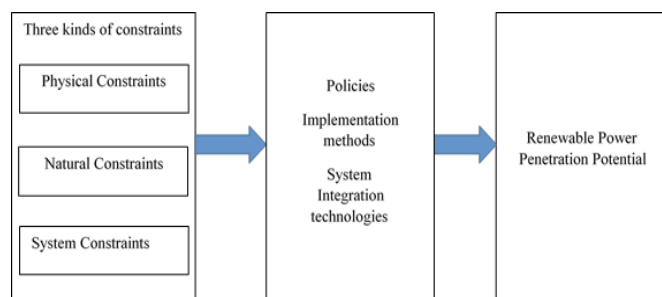 Three kinds of constraints
Physical Constraints
Natural Constraints
System Constraints
Policies
Implementation
methods
System
Integration
technologies
Renewable Power
Penetration Potential